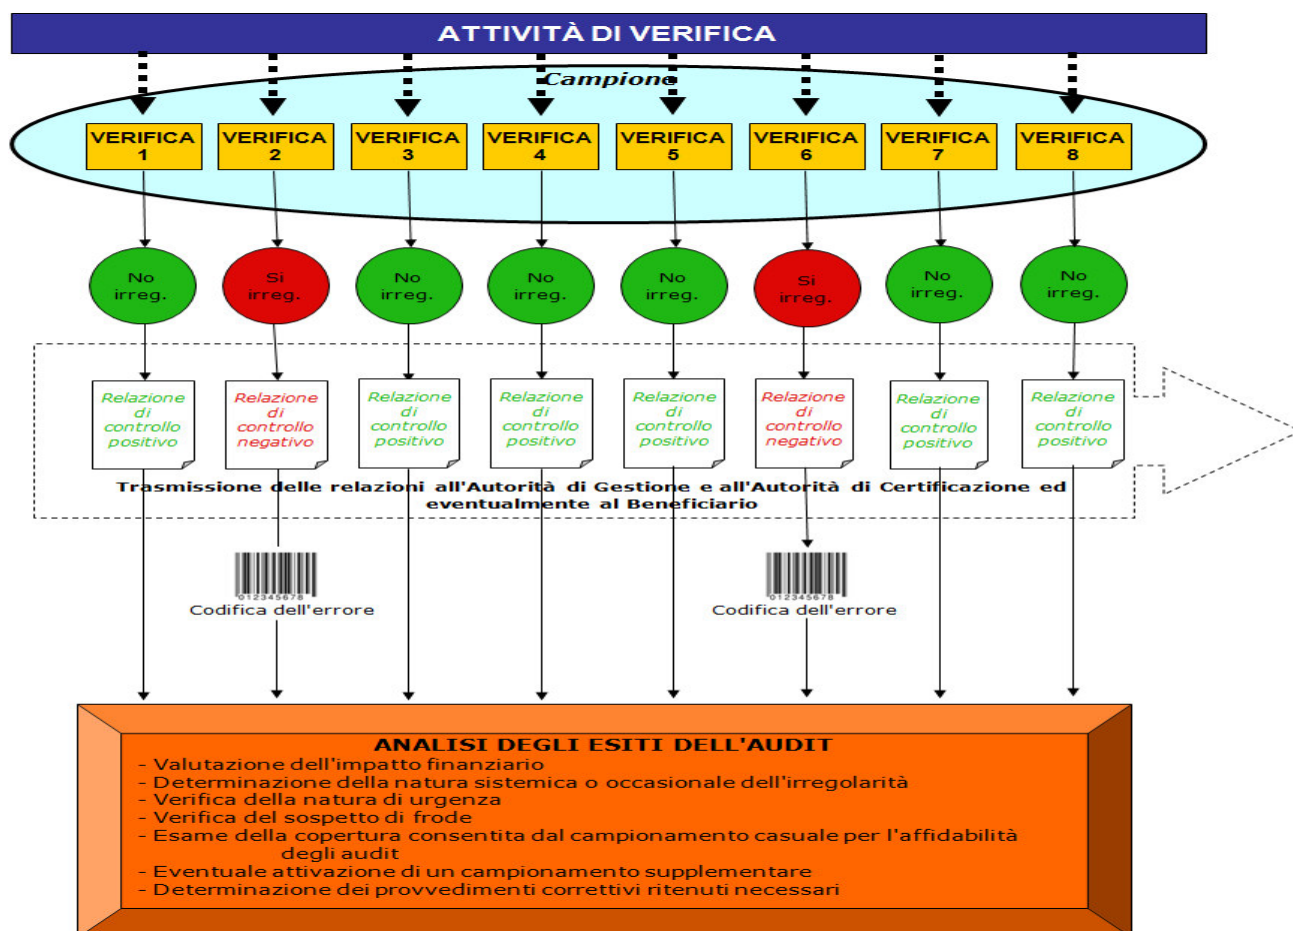 ATTIVITÀ DI VERIFICA
Campione
VERIFICA
1
VERIFICA
2
VERIFICA
3
VERIFICA
4
VERIFICA
5
VERIFICA
6
VERIFICA
7
VERIFICA
8
No
irreg.
Si
irreg.
No
irreg.
No
irreg.
No
irreg.
Si
irreg.
No
irreg.
No
irreg.
Relazione
di
controllo
positivo
Relazione
di
controllo
negativo
Relazione
di
controllo
positivo
Relazione
di
controllo
positivo
Relazione
di
controllo
positivo
Relazione
di
controllo
negativo
Relazione
di
controllo
positivo
Relazione
di
controllo
positivo
Trasmissione delle relazioni all'Autorità di Gestione e all'Autorità di Certificazione ed
eventualmente al Beneficiario
012345678
Codifica dell'errore
012345678
Codifica dell'errore
ANALISI DEGLI ESITI DELL'AUDIT
- Valutazione dell'impatto finanziario
- Determinazione della natura sistemica o occasionale dell'irregolarità
- Verifica della natura di urgenza
- Verifica del sospetto di frode
- Esame della copertura consentita dal campionamento casuale per l'affidabilità
degli audit
- Eventuale attivazione di un campionamento supplementare
- Determinazione dei provvedimenti correttivi ritenuti necessari